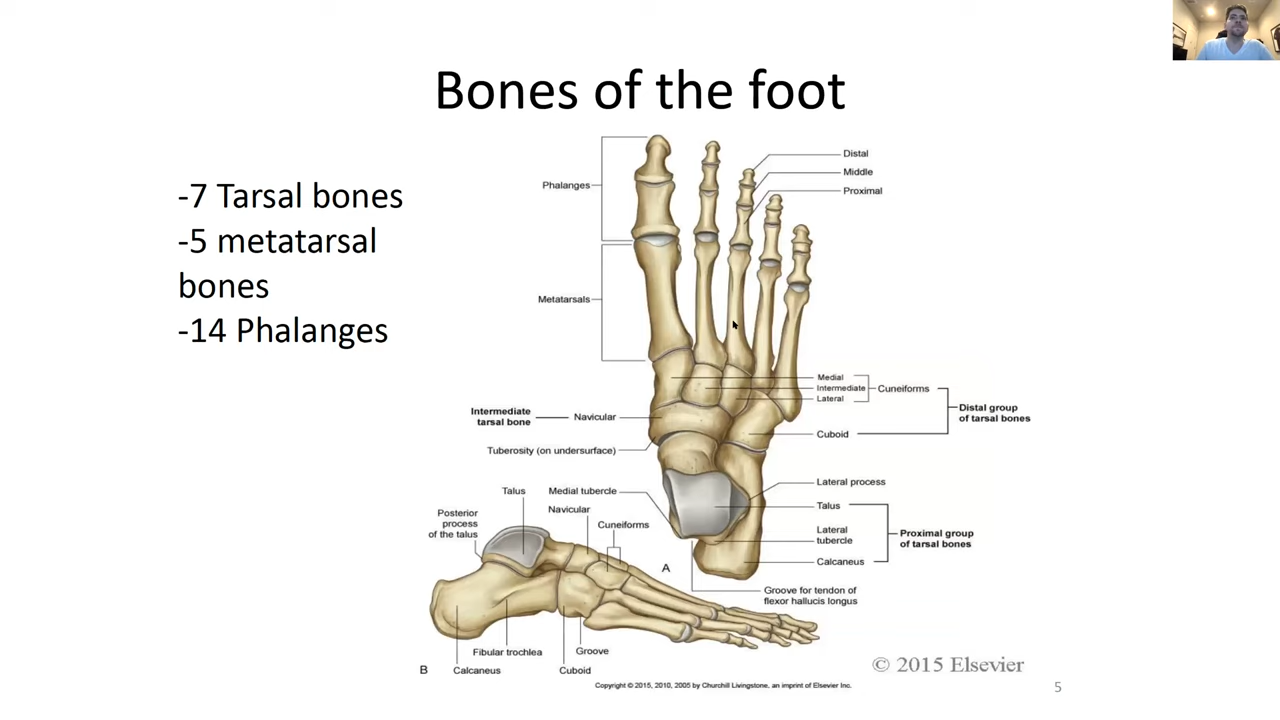 Bones of the foot
-7 Tarsal bones
-5 metatarsal
bones
-14 Phalanges
Phalanges
Distal
Middle
Proximal
Metatarsals
Medial
Intermediate
Lateral
Cuneiforms
Distal group
of tarsal bones
Intermediate
tarsal bone
Navicular
Cuboid
Tuberosity (on undersurface)
Lateral process
Talus
Lateral
tubercle
Calcaneus
Proximal group
of tarsal bones
Groove for tendon of
flexor hallucis longus
A
Talus
Medial tubercle
Posterior
process
of the talus
Navicular
Cuneiforms
Fibular trochlea
Groove
B
Calcaneus
Cuboid
© 2015 Elsevier
Copyright © 2015, 2010, 2005 by Churchill Livingstone, an imprint of Elsevier Inc.
5